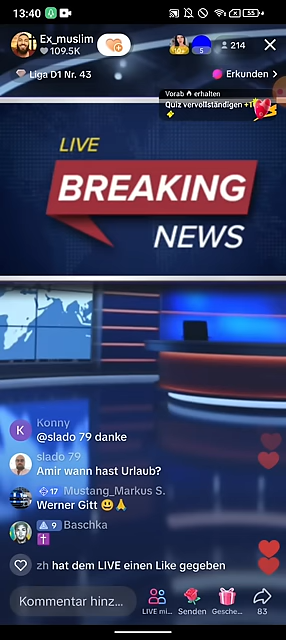 13:40
55
Ex_muslim
109.5K
10
5
214
Liga D1 Nr. 43
Erkunden >
Vorab 🔥 erhalten
Quiz vervollständigen +1
LIVE
BREAKING
NEWS
K
Konny
@slado 79 danke
slado 79
Amir wann hast Urlaub?
17 Mustang_Markus S.
Werner Gitt 😃🙏
9 Baschka
✝️
zh hat dem LIVE einen Like gegeben
Kommentar hinz...
LIVE mi...
Senden
Gesche...
83